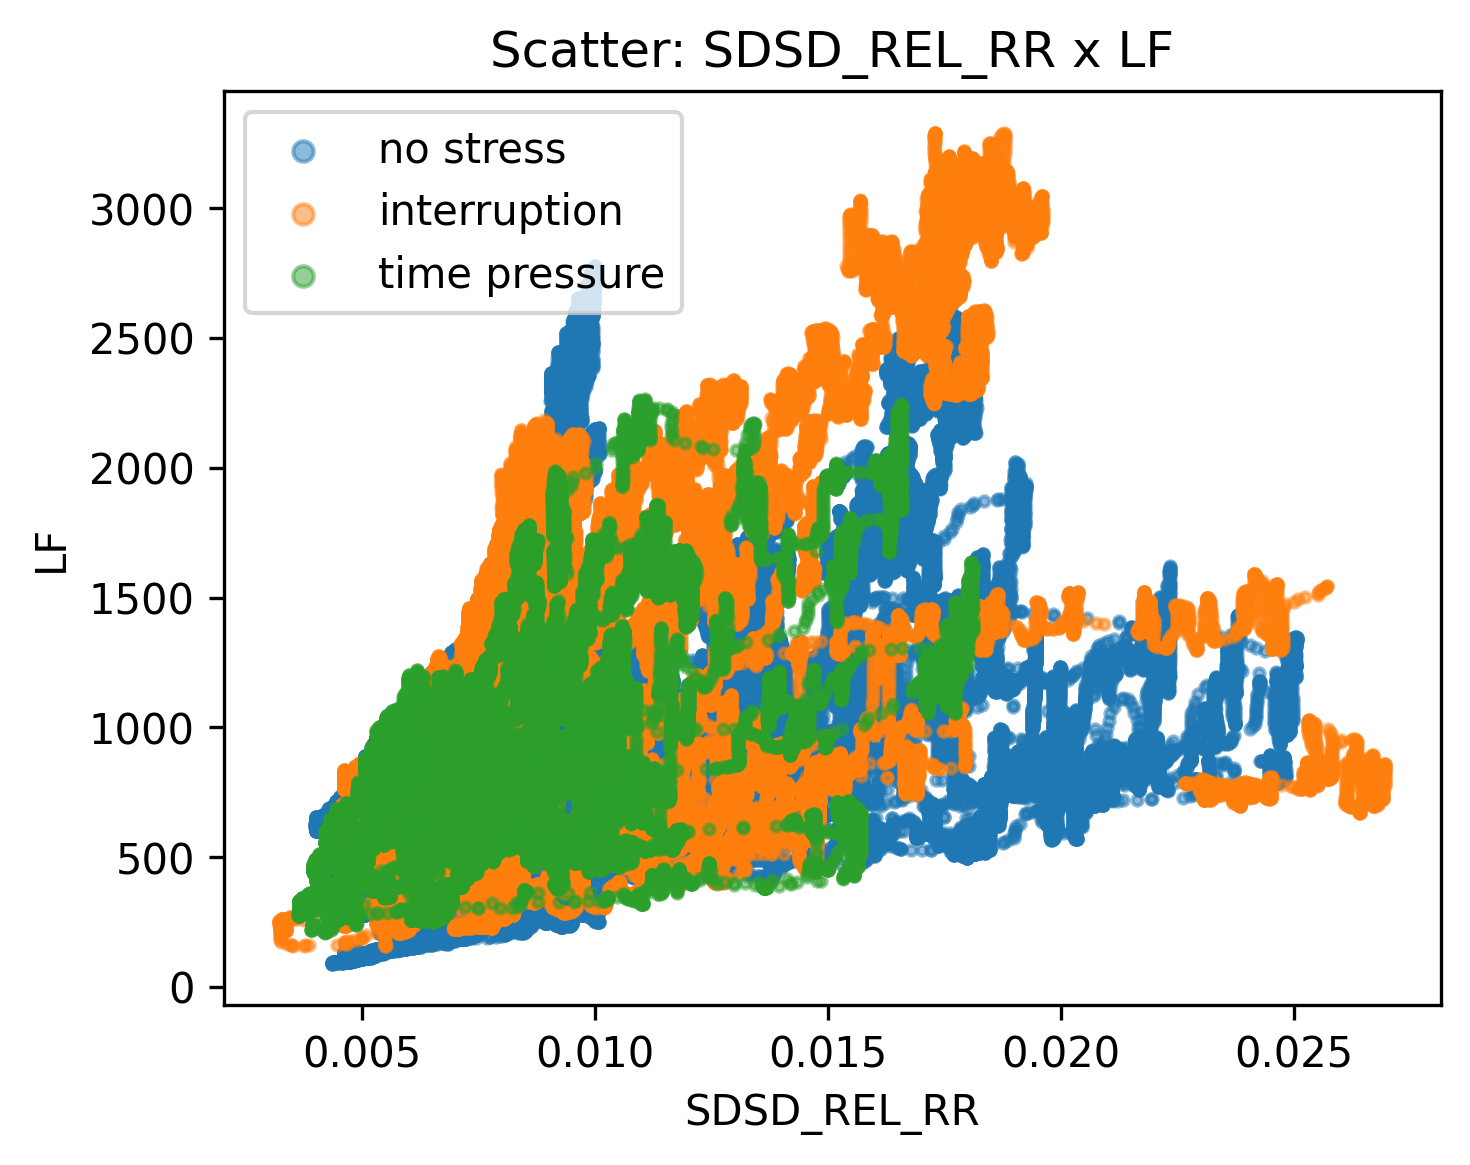 Scatter: SDSD_REL_RR x LF
no stress
interruption
time pressure
3000
2500
2000
1500
1000
500
0
LF
0.005 0.010 0.015 0.020 0.025
SDSD_REL_RR